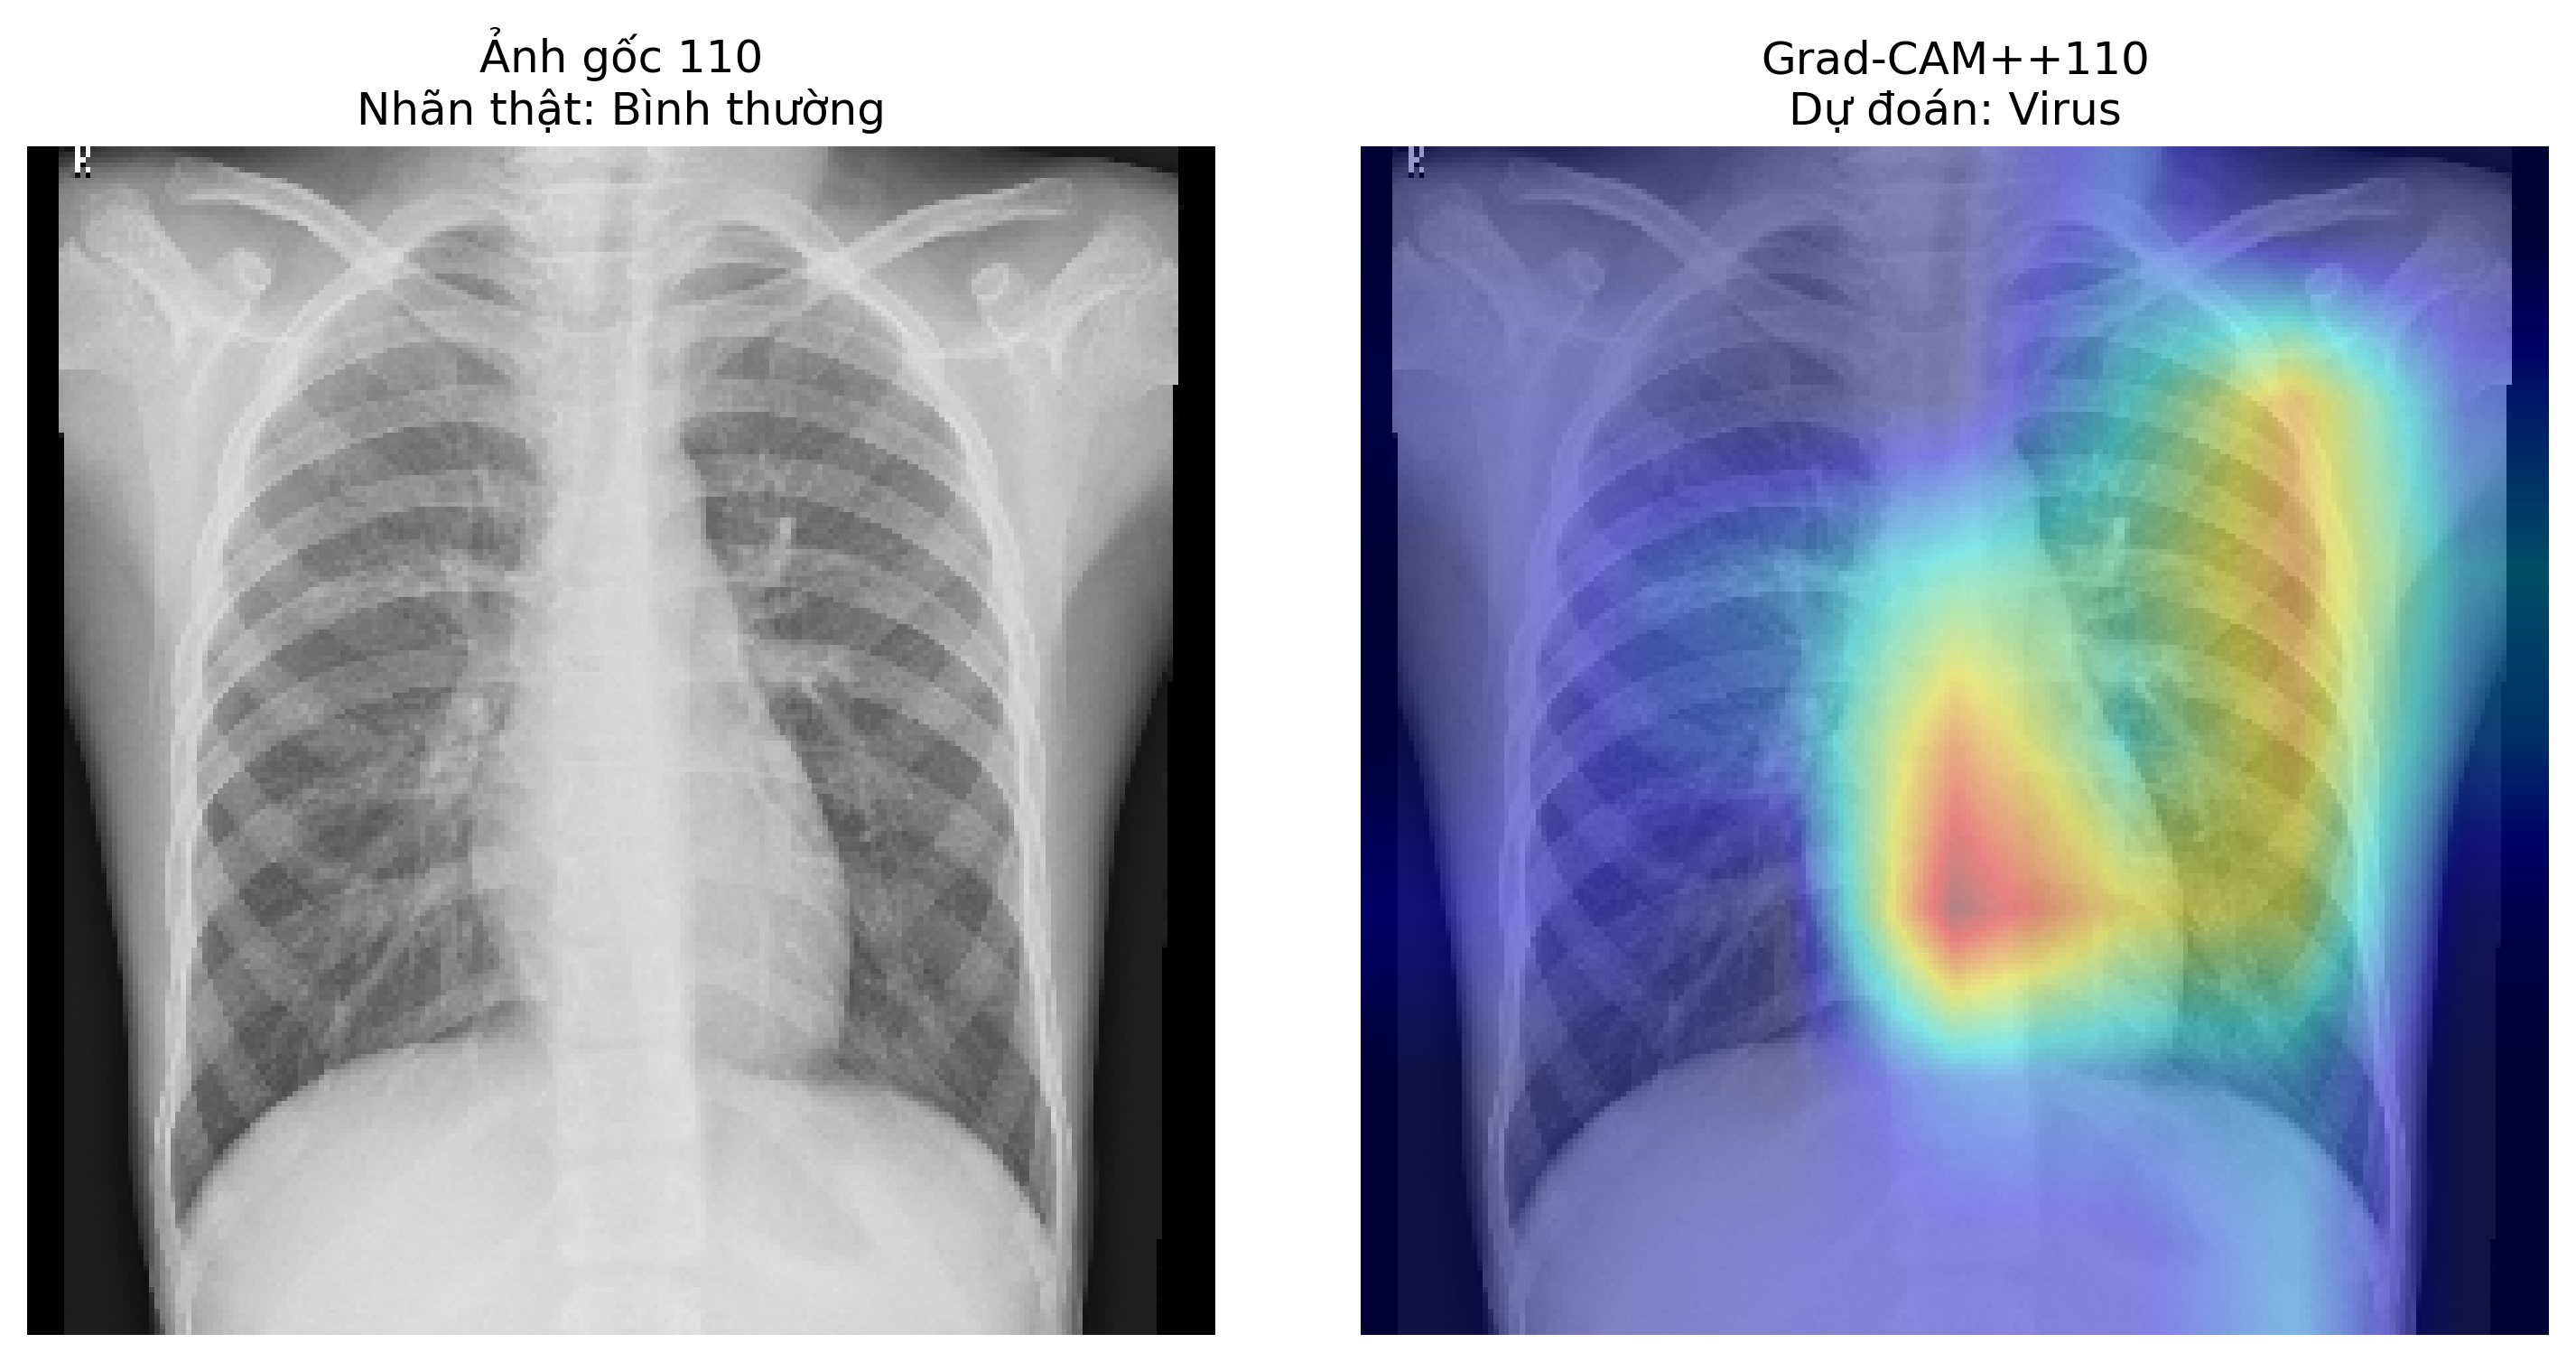 Ảnh gốc 110
Nhãn thật: Bình thường
Grad-CAM++110
Dự đoán: Virus
R